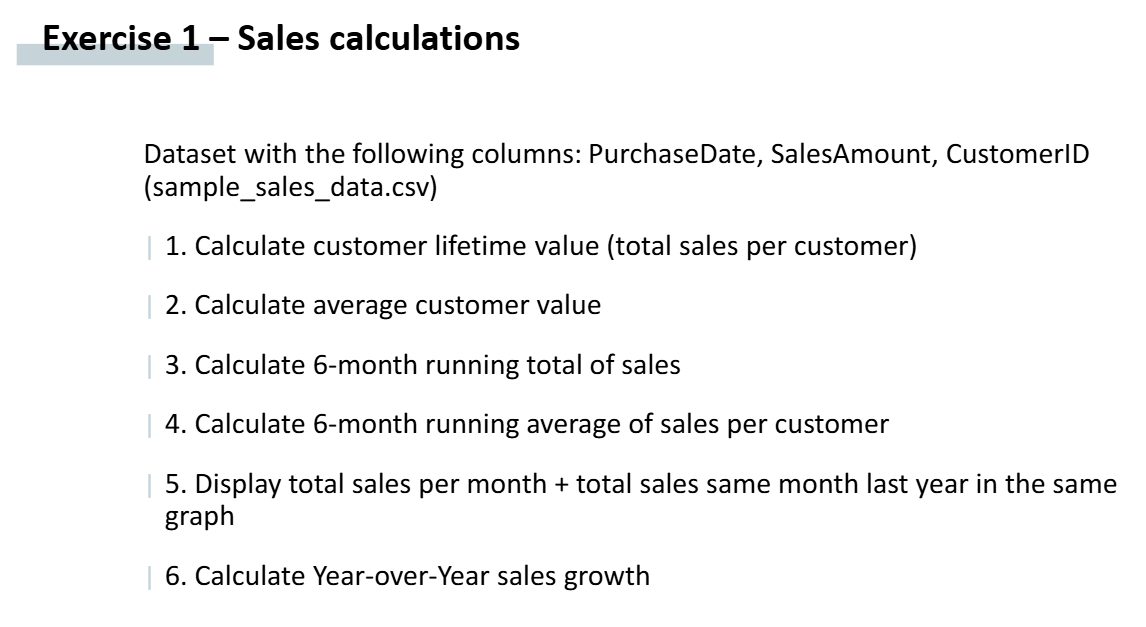 Exercise 1 – Sales calculations
Dataset with the following columns: PurchaseDate, SalesAmount, CustomerID
(sample_sales_data.csv)
1. Calculate customer lifetime value (total sales per customer)
2. Calculate average customer value
3. Calculate 6-month running total of sales
4. Calculate 6-month running average of sales per customer
5. Display total sales per month + total sales same month last year in the same
graph
6. Calculate Year-over-Year sales growth